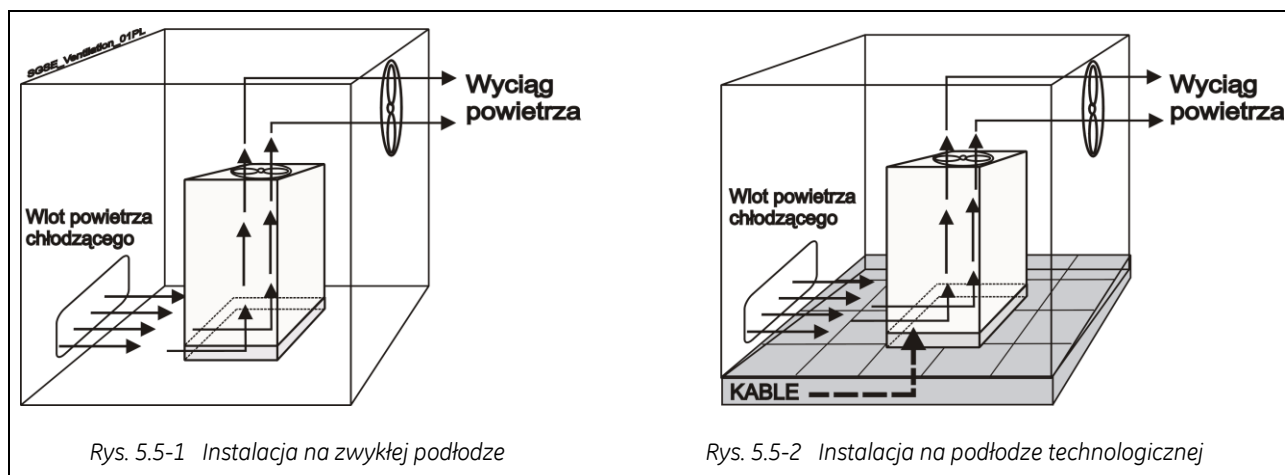 SGSE_Ventilation_01PL
Wyciąg
powietrza
Wlot powietrza
chłodzącego
Rys. 5.5-1 Instalacja na zwykłej podłodze
Wyciąg
powietrza
Wlot powietrza
chłodzącego
KABLE
Rys. 5.5-2 Instalacja na podłodze technologicznej